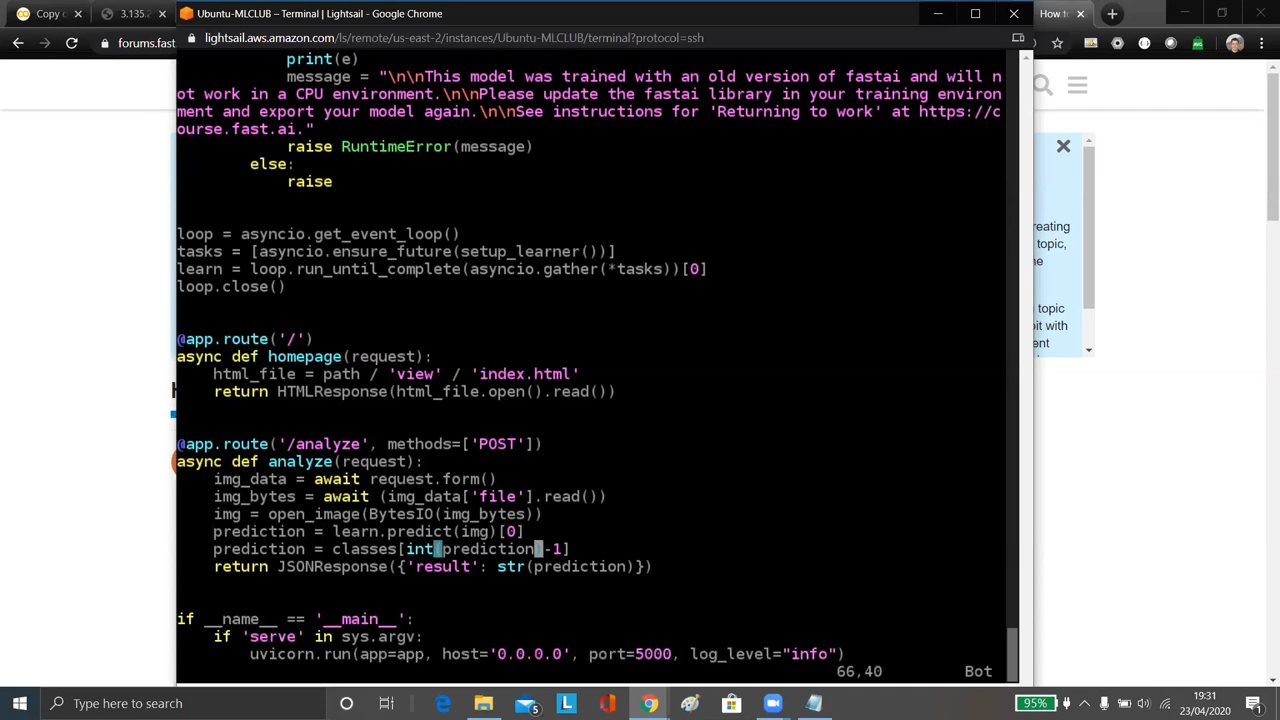 Copy
3.135.2
Ubuntu-MLCLUB – Terminal | Lightsail - Google Chrome
How to
lightsail.aws.amazon.com/ls/remote/us-east-2/instances/Ubuntu-MLCLUB/terminal?protocol=ssh
forums.fast
print(e)
message = "\n\nThis model was trained with an old version of fastai and will n
ot work in a CPU environment.\n\nPlease update the fastai library in your training environ
ment and export your model again.\n\nSee instructions for 'Returning to work' at https://c
ourse.fast.ai."
raise RuntimeError(message)
else:
raise
loop = asyncio.get_event_loop()
tasks = [asyncio.ensure_future(setup_learner())]
learn = loop.run_until_complete(asyncio.gather(*tasks))[0]
loop.close()
@app.route('/')
async def homepage(request):
html_file = path / 'view' / 'index.html'
return HTMLResponse(html_file.open().read())
@app.route('/analyze', methods=['POST'])
async def analyze(request):
img_data = await request.form()
img_bytes = await (img_data['file'].read())
img = open_image(BytesIO(img_bytes))
prediction = learn.predict(img)[0]
prediction = classes[int(prediction)-1]
return JSONResponse({'result': str(prediction)})
if __name__ == '__main__':
if 'serve' in sys.argv:
uvicorn.run(app=app, host='0.0.0.0', port=5000, log_level="info")
66,40 Bot
reating
topic,
ne
topic
bit with
ent
Type here to search
5
L
95%
19:31
23/04/2020